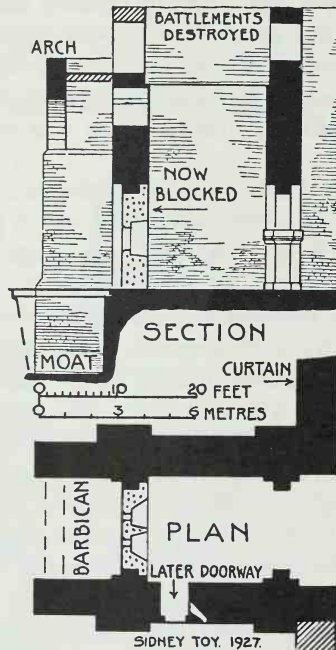 BATTLEMENTS
DESTROYED
ARCH
NOW
BLOCKED
SECTION
MOAT
CURTAIN
0 10 20 FEET
0 3 6 METRES
BARBICAN
PLAN
LATER DOORWAY
SIDNEY TOY. 1927.